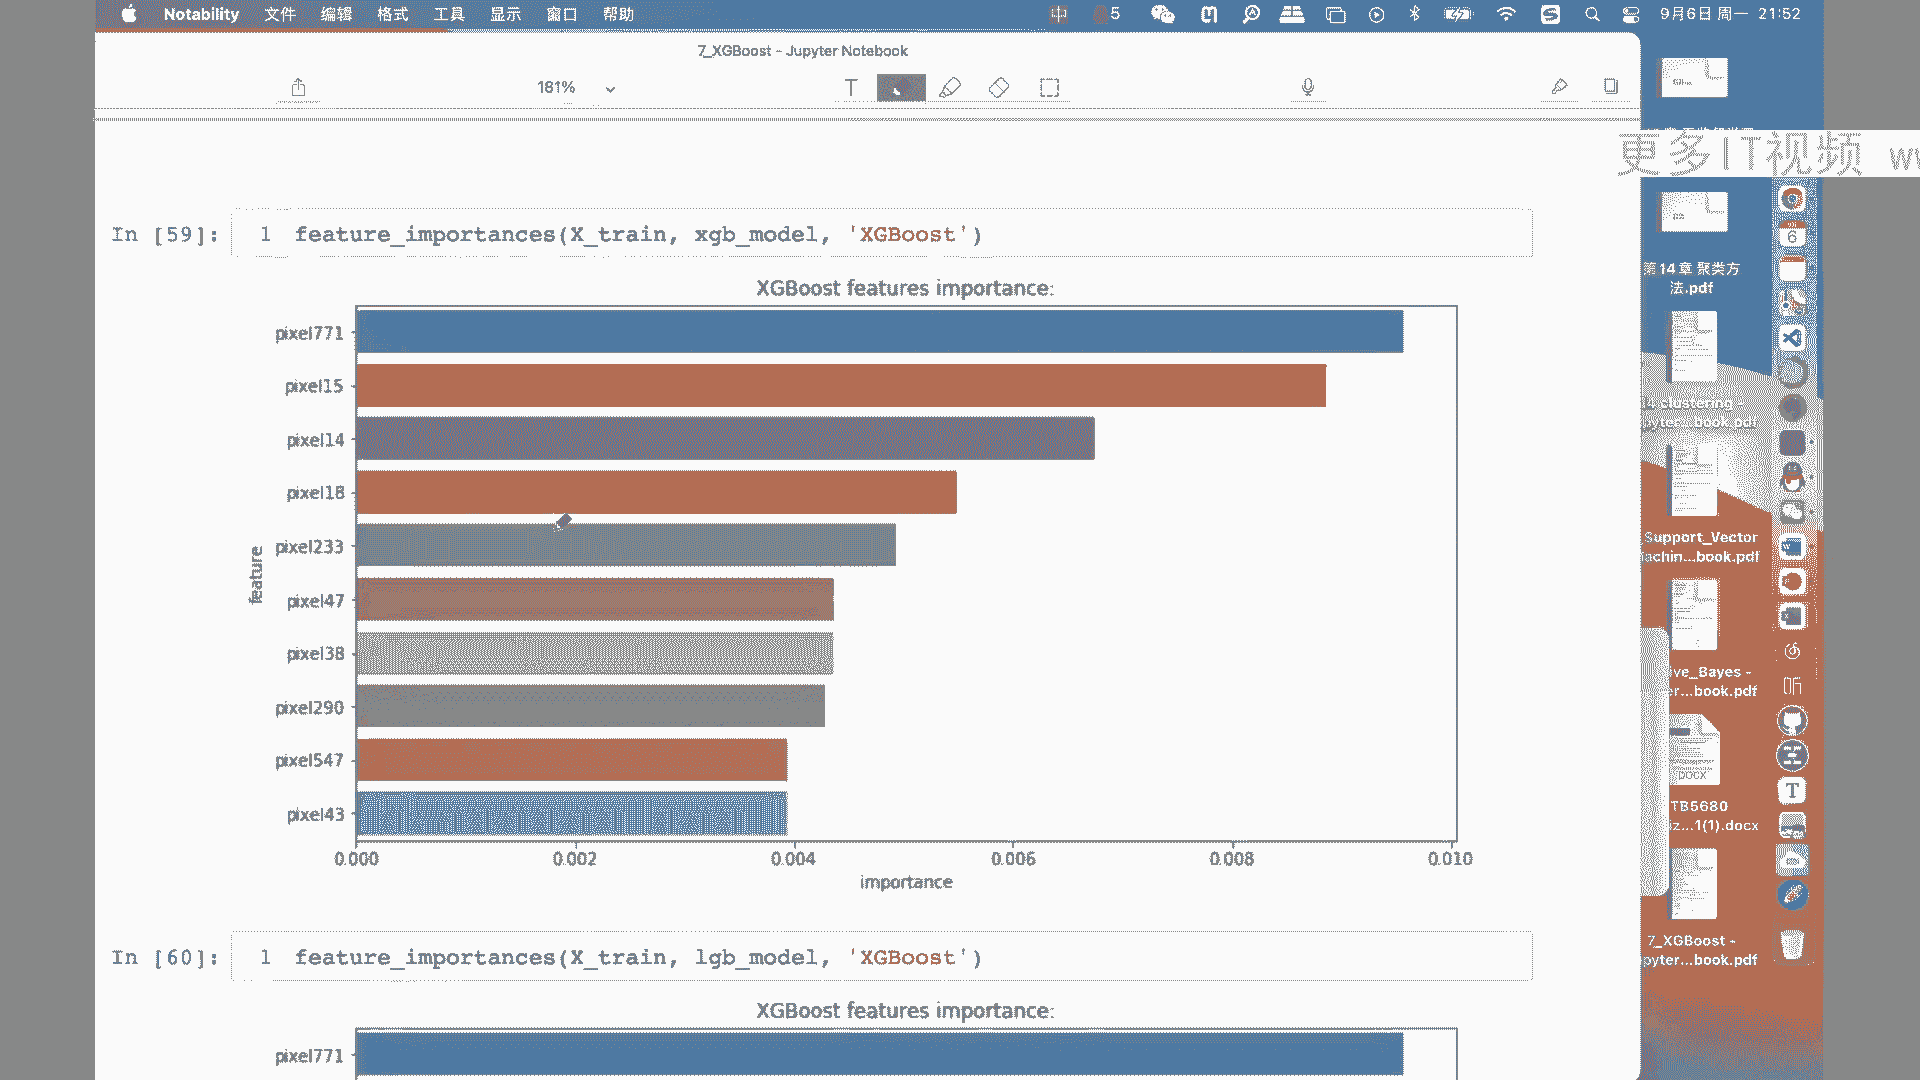 Notability 文件 编辑 格式 工具 显示 窗口 帮助 5 9月6日 周一 21:52
7_XGBoost - Jupyter Notebook
181%
更多IT视频 w
In [59]: 1 feature_importances(X_train, xgb_model, 'XGBoost')
XGBoost features importance:
pixel771
pixel15
pixel14
pixel18
pixel233
pixel47
pixel38
pixel290
pixel547
pixel43
feature
0.000 0.002 0.004 0.006 0.008 0.010
importance
In [60]: 1 feature_importances(X_train, lgb_model, 'XGBoost')
XGBoost features importance:
pixel771
第14章 聚类方
法.pdf
clustering -
pyter...book.pdf
Support_Vector
achin...book.pdf
ive_Bayes -
er...book.pdf
DOCX
TB5680
iz...1(1).docx
7_XGBoost -
pyter...book.pdf
6
T